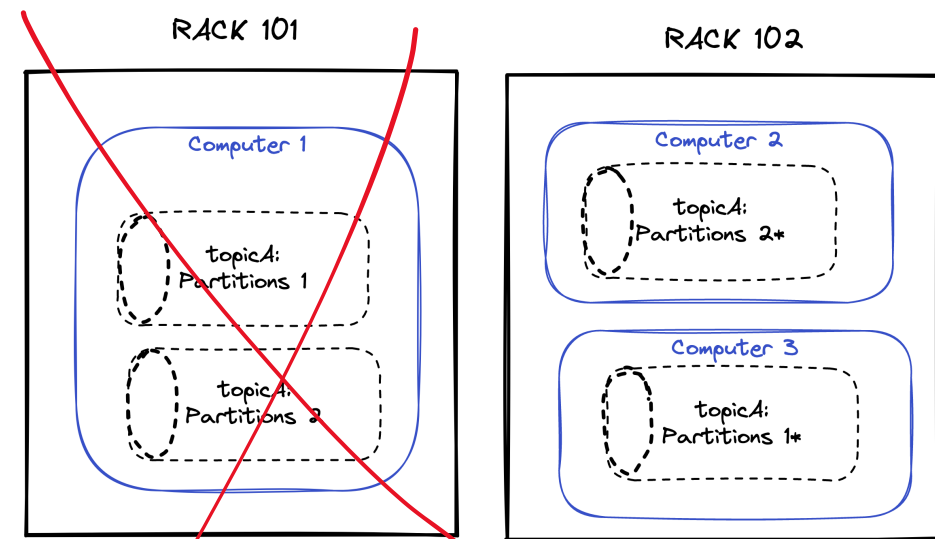 RACK 101
Computer 1
topicA:
Partitions 1
topicA:
Partitions 2
RACK 102
Computer 2
topicA:
Partitions 2*
Computer 3
topicA:
Partitions 1*